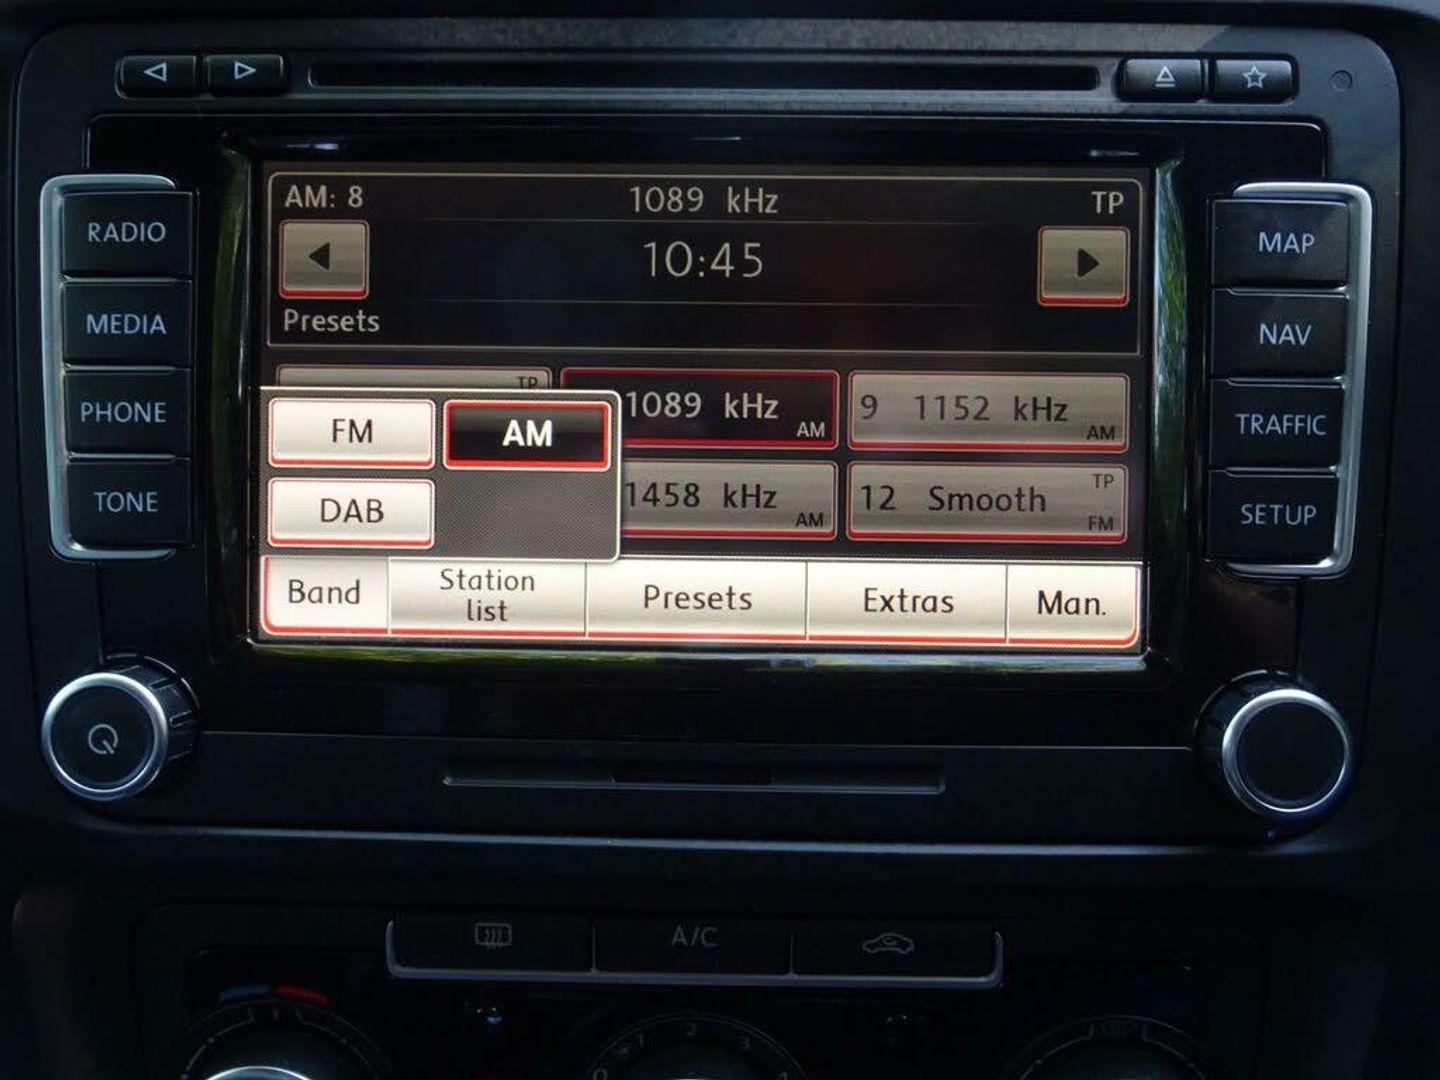 AM: 8 1089 kHz TP
10:45
Presets
TP
1089 kHz AM
9 1152 kHz AM
FM AM
DAB
1458 kHz AM
12 Smooth TP FM
Band Station list Presets Extras Man.
RADIO
MEDIA
PHONE
TONE
MAP
NAV
TRAFFIC
SETUP
A/C
2
3